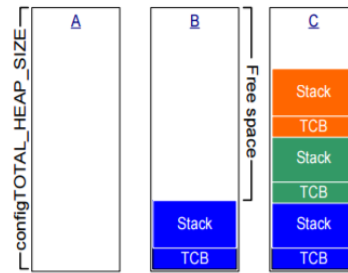 configTOTAL_HEAP_SIZE
A
B
Free space
Stack
TCB
C
Stack
TCB
Stack
TCB
Stack
TCB